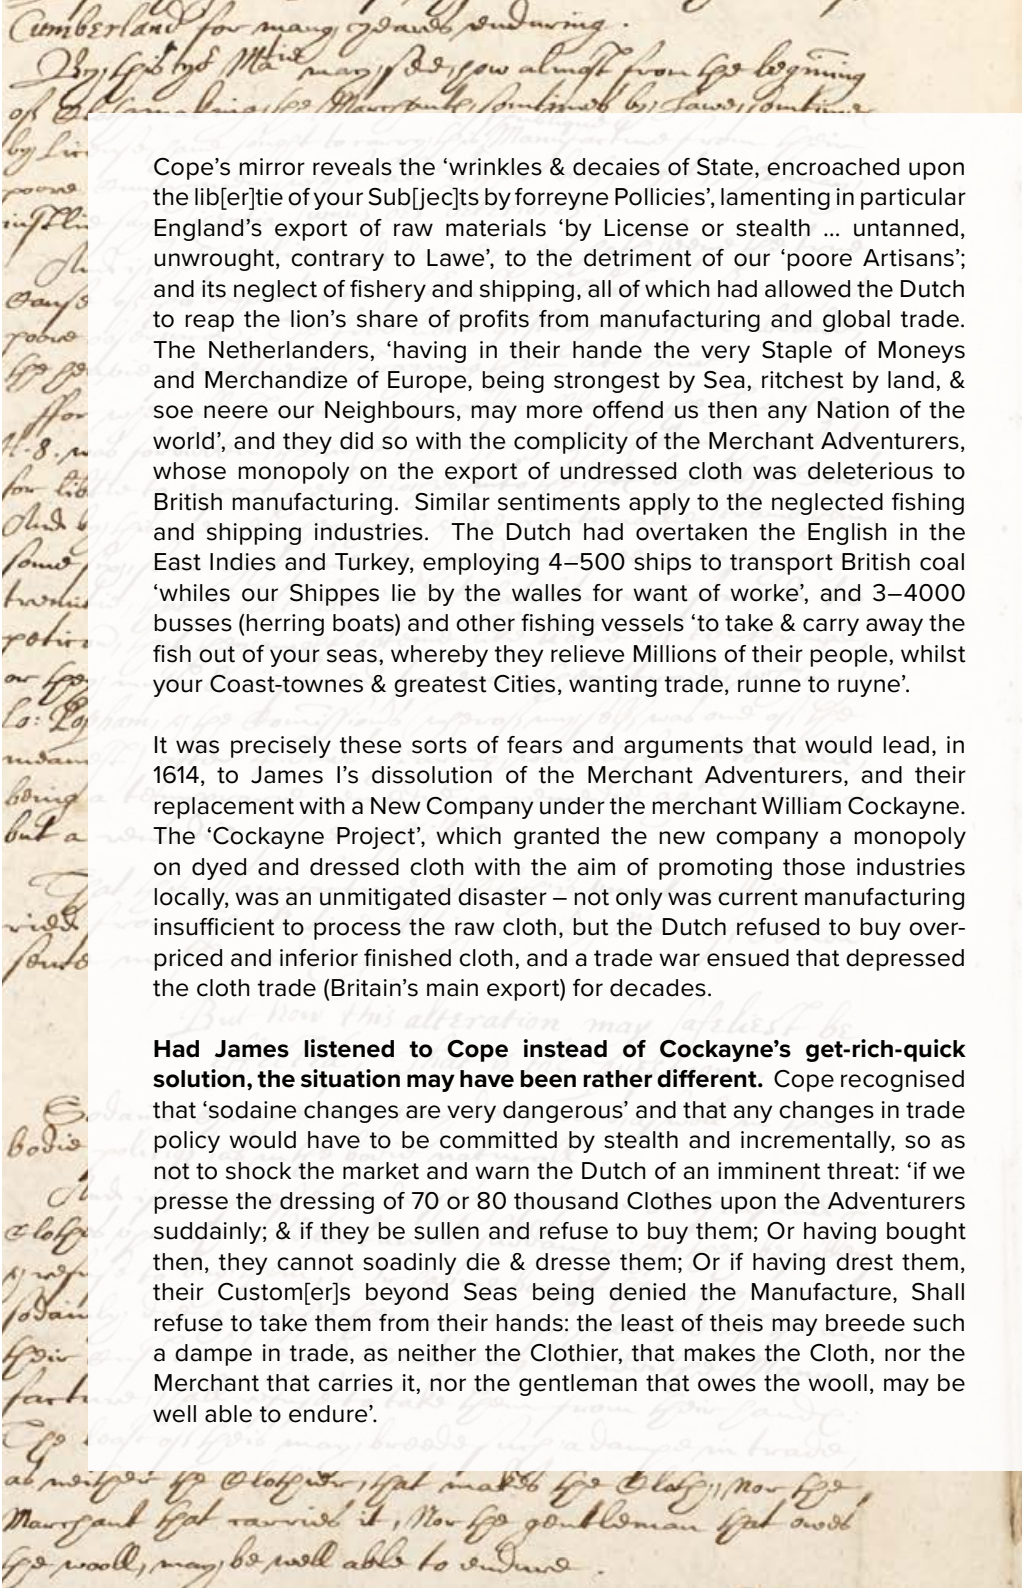 Cumberland for many yeares enduring.
By this yo^r Ma^tie may see, how almost from the beginning
Cope’s mirror reveals the ‘wrinkles & decaies of State, encroached upon
the lib[er]tie of your Sub[jec]ts by forreyne Pollicies’, lamenting in particular
England’s export of raw materials ‘by License or stealth ... untanned,
unwrought, contrary to Lawe’, to the detriment of our ‘poore Artisans’;
and its neglect of fishery and shipping, all of which had allowed the Dutch
to reap the lion’s share of profits from manufacturing and global trade.
The Netherlanders, ‘having in their hande the very Staple of Moneys
and Merchandize of Europe, being strongest by Sea, ritchest by land, &
soe neere our Neighbours, may more offend us then any Nation of the
world’, and they did so with the complicity of the Merchant Adventurers,
whose monopoly on the export of undressed cloth was deleterious to
British manufacturing.  Similar sentiments apply to the neglected fishing
and shipping industries.  The Dutch had overtaken the English in the
East Indies and Turkey, employing 4–500 ships to transport British coal
‘whiles our Shippes lie by the walles for want of worke’, and 3–4000
busses (herring boats) and other fishing vessels ‘to take & carry away the
fish out of your seas, whereby they relieve Millions of their people, whilst
your Coast-townes & greatest Cities, wanting trade, runne to ruyne’.
It was precisely these sorts of fears and arguments that would lead, in
1614, to James I’s dissolution of the Merchant Adventurers, and their
replacement with a New Company under the merchant William Cockayne.
The ‘Cockayne Project’, which granted the new company a monopoly
on dyed and dressed cloth with the aim of promoting those industries
locally, was an unmitigated disaster – not only was current manufacturing
insufficient to process the raw cloth, but the Dutch refused to buy over-
priced and inferior finished cloth, and a trade war ensued that depressed
the cloth trade (Britain’s main export) for decades.
Had James listened to Cope instead of Cockayne’s get-rich-quick
solution, the situation may have been rather different.  Cope recognised
that ‘sodaine changes are very dangerous’ and that any changes in trade
policy would have to be committed by stealth and incrementally, so as
not to shock the market and warn the Dutch of an imminent threat: ‘if we
presse the dressing of 70 or 80 thousand Clothes upon the Adventurers
suddainly; & if they be sullen and refuse to buy them; Or having bought
then, they cannot soadinly die & dresse them; Or if having drest them,
their Custom[er]s beyond Seas being denied the Manufacture, Shall
refuse to take them from their hands: the least of theis may breede such
a dampe in trade, as neither the Clothier, that makes the Cloth, nor the
Merchant that carries it, nor the gentleman that owes the wooll, may be
well able to endure’.
as neither the Clothier, that makes the Cloth, Nor the
Marchant that carries it, Nor the gentleman that owes
the wooll, may be well able to endure.